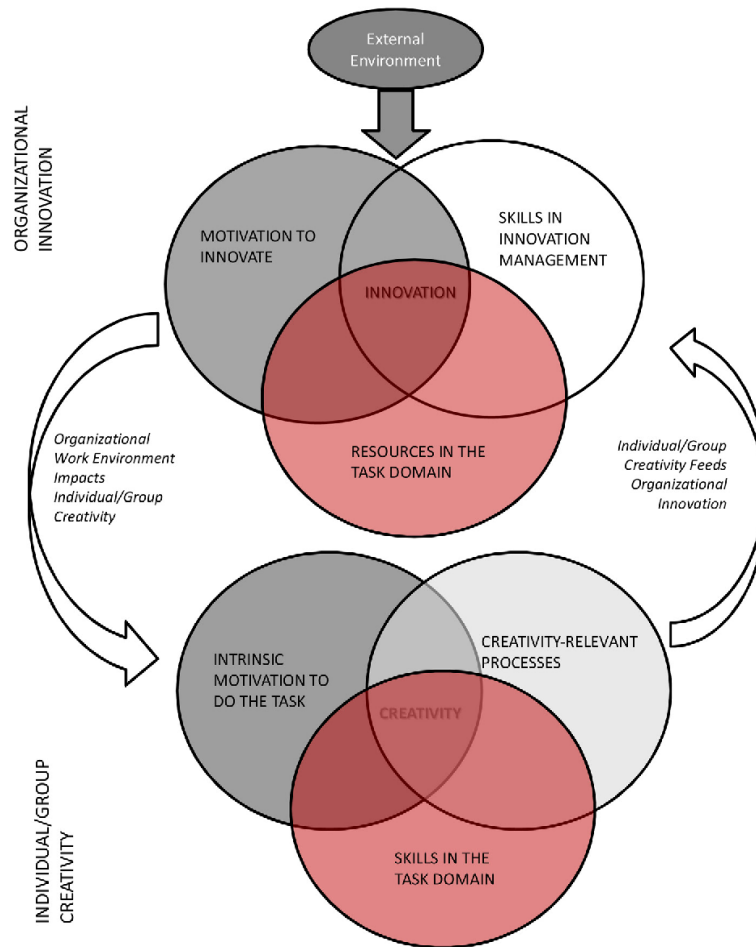 External
Environment
ORGANIZATIONAL
INNOVATION
MOTIVATION TO
INNOVATE
SKILLS IN
INNOVATION
MANAGEMENT
INNOVATION
RESOURCES IN THE
TASK DOMAIN
Organizational
Work Environment
Impacts
Individual/Group
Creativity
Individual/Group
Creativity Feeds
Organizational
Innovation
INTRINSIC
MOTIVATION TO
DO THE TASK
CREATIVITY-RELEVANT
PROCESSES
CREATIVITY
SKILLS IN THE
TASK DOMAIN
INDIVIDUAL/GROUP
CREATIVITY